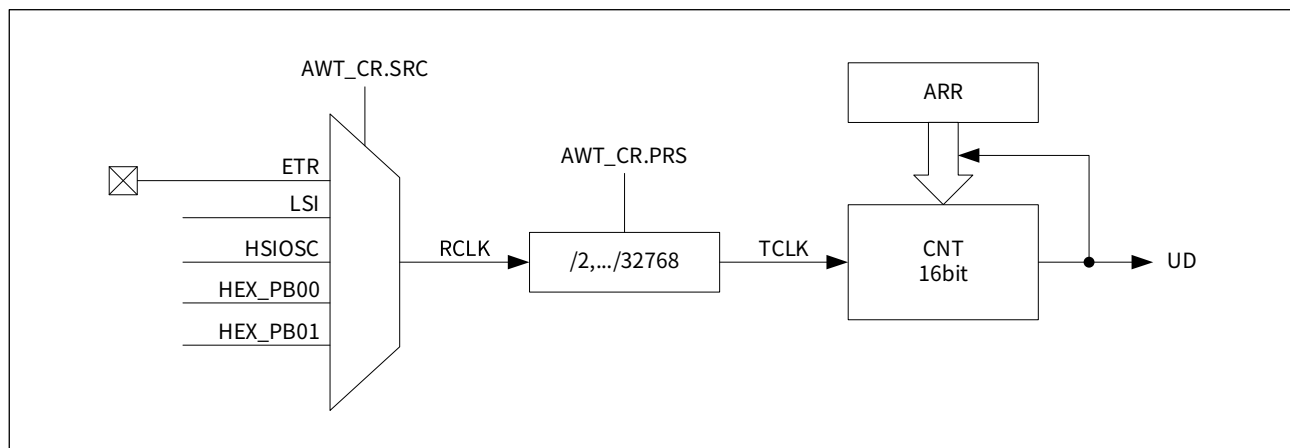 AWT_CR.SRC
ARR
AWT_CR.PRS
ETR
LSI
HSIOSC
RCLK
/2,.../32768
TCLK
CNT
16bit
UD
HEX_PB00
HEX_PB01